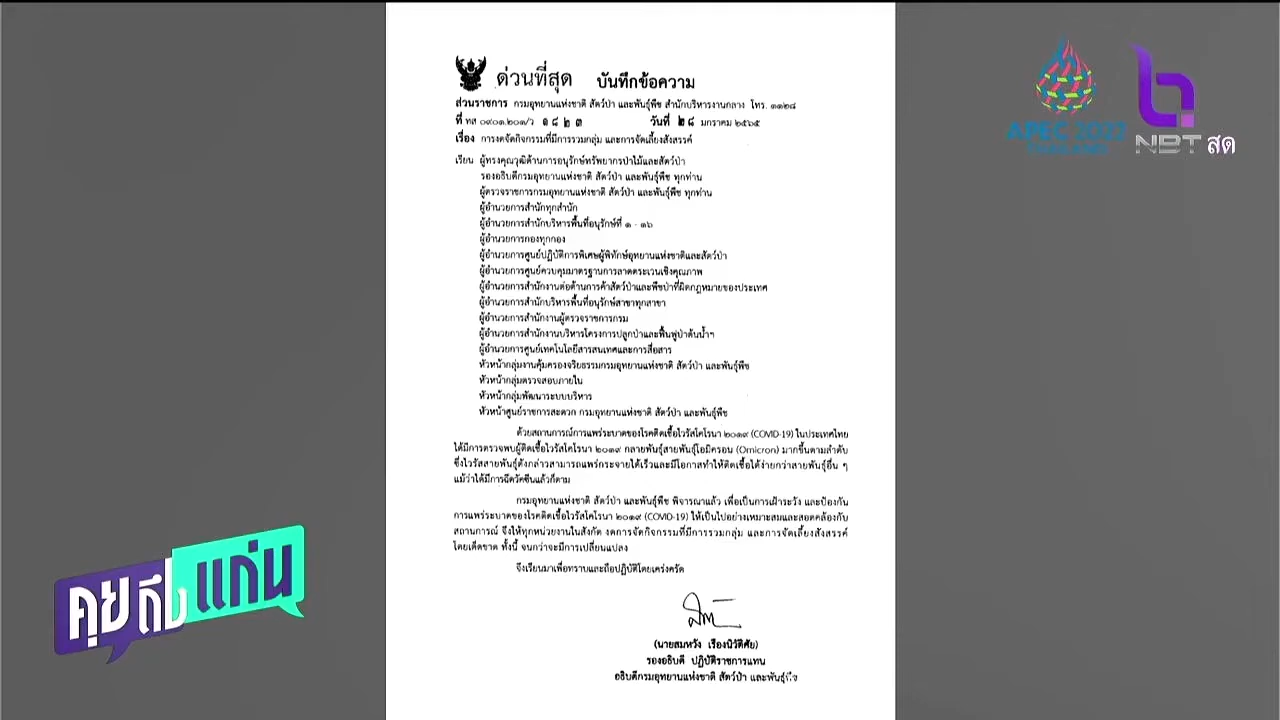 ด่วนที่สุด บันทึกข้อความ
ส่วนราชการ กรมอุทยานแห่งชาติ สัตว์ป่า และพันธุ์พืช สำนักบริหารงานกลาง โทร. ๑๑๒๘
ที่ ทส ๐๙๐๑.๒๐๑/ว ๑๘๒๓ วันที่ ๒๘ มกราคม ๒๕๖๕
เรื่อง การงดจัดกิจกรรมที่มีการรวมกลุ่ม และการจัดเลี้ยงสังสรรค์
เรียน ผู้ทรงคุณวุฒิด้านการอนุรักษ์ทรัพยากรป่าไม้และสัตว์ป่า
รองอธิบดีกรมอุทยานแห่งชาติ สัตว์ป่า และพันธุ์พืช ทุกท่าน
ผู้ตรวจราชการกรมอุทยานแห่งชาติ สัตว์ป่า และพันธุ์พืช ทุกท่าน
ผู้อำนวยการสำนักทุกสำนัก
ผู้อำนวยการสำนักบริหารพื้นที่อนุรักษ์ที่ ๑ - ๑๖
ผู้อำนวยการกองทุกกอง
ผู้อำนวยการศูนย์ปฏิบัติการพิเศษผู้พิทักษ์อุทยานแห่งชาติและสัตว์ป่า
ผู้อำนวยการศูนย์ควบคุมมาตรฐานการลาดตระเวนเชิงคุณภาพ
ผู้อำนวยการสำนักงานต่อต้านการค้าสัตว์ป่าและพืชป่าที่ผิดกฎหมายของประเทศ
ผู้อำนวยการสำนักบริหารพื้นที่อนุรักษ์สาขาทุกสาขา
ผู้อำนวยการสำนักงานผู้ตรวจราชการกรม
ผู้อำนวยการสำนักงานบริหารโครงการปลูกป่าและฟื้นฟูป่าต้นน้ำฯ
ผู้อำนวยการศูนย์เทคโนโลยีสารสนเทศและการสื่อสาร
หัวหน้ากลุ่มงานคุ้มครองจริยธรรมกรมอุทยานแห่งชาติ สัตว์ป่า และพันธุ์พืช
หัวหน้ากลุ่มตรวจสอบภายใน
หัวหน้ากลุ่มพัฒนาระบบบริหาร
หัวหน้าศูนย์ราชการสะดวก กรมอุทยานแห่งชาติ สัตว์ป่า และพันธุ์พืช
ด้วยสถานการณ์การแพร่ระบาดของโรคติดเชื้อไวรัสโคโรนา ๒๐๑๙ (COVID-19) ในประเทศไทย
ได้มีการตรวจพบผู้ติดเชื้อไวรัสโคโรนา ๒๐๑๙ กลายพันธุ์สายพันธุ์โอมิครอน (Omicron) มากขึ้นตามลำดับ
ซึ่งไวรัสสายพันธุ์ดังกล่าวสามารถแพร่กระจายได้เร็วและมีโอกาสทำให้ติดเชื้อได้ง่ายกว่าสายพันธุ์อื่น ๆ
แม้ว่าได้มีการฉีดวัคซีนแล้วก็ตาม
กรมอุทยานแห่งชาติ สัตว์ป่า และพันธุ์พืช พิจารณาแล้ว เพื่อเป็นการเฝ้าระวัง และป้องกัน
การแพร่ระบาดของโรคติดเชื้อไวรัสโคโรนา ๒๐๑๙ (COVID-19) ให้เป็นไปอย่างเหมาะสมและสอดคล้องกับ
สถานการณ์ จึงให้ทุกหน่วยงานในสังกัด งดการจัดกิจกรรมที่มีการรวมกลุ่ม และการจัดเลี้ยงสังสรรค์
โดยเด็ดขาด ทั้งนี้ จนกว่าจะมีการเปลี่ยนแปลง
จึงเรียนมาเพื่อทราบและถือปฏิบัติโดยเคร่งครัด
(นายสมหวัง เรืองนิวัติศัย)
รองอธิบดี ปฏิบัติราชการแทน
อธิบดีกรมอุทยานแห่งชาติ สัตว์ป่า และพันธุ์พืช
APEC 2022
THAILAND
NBT สด
คุยถึงแก่น